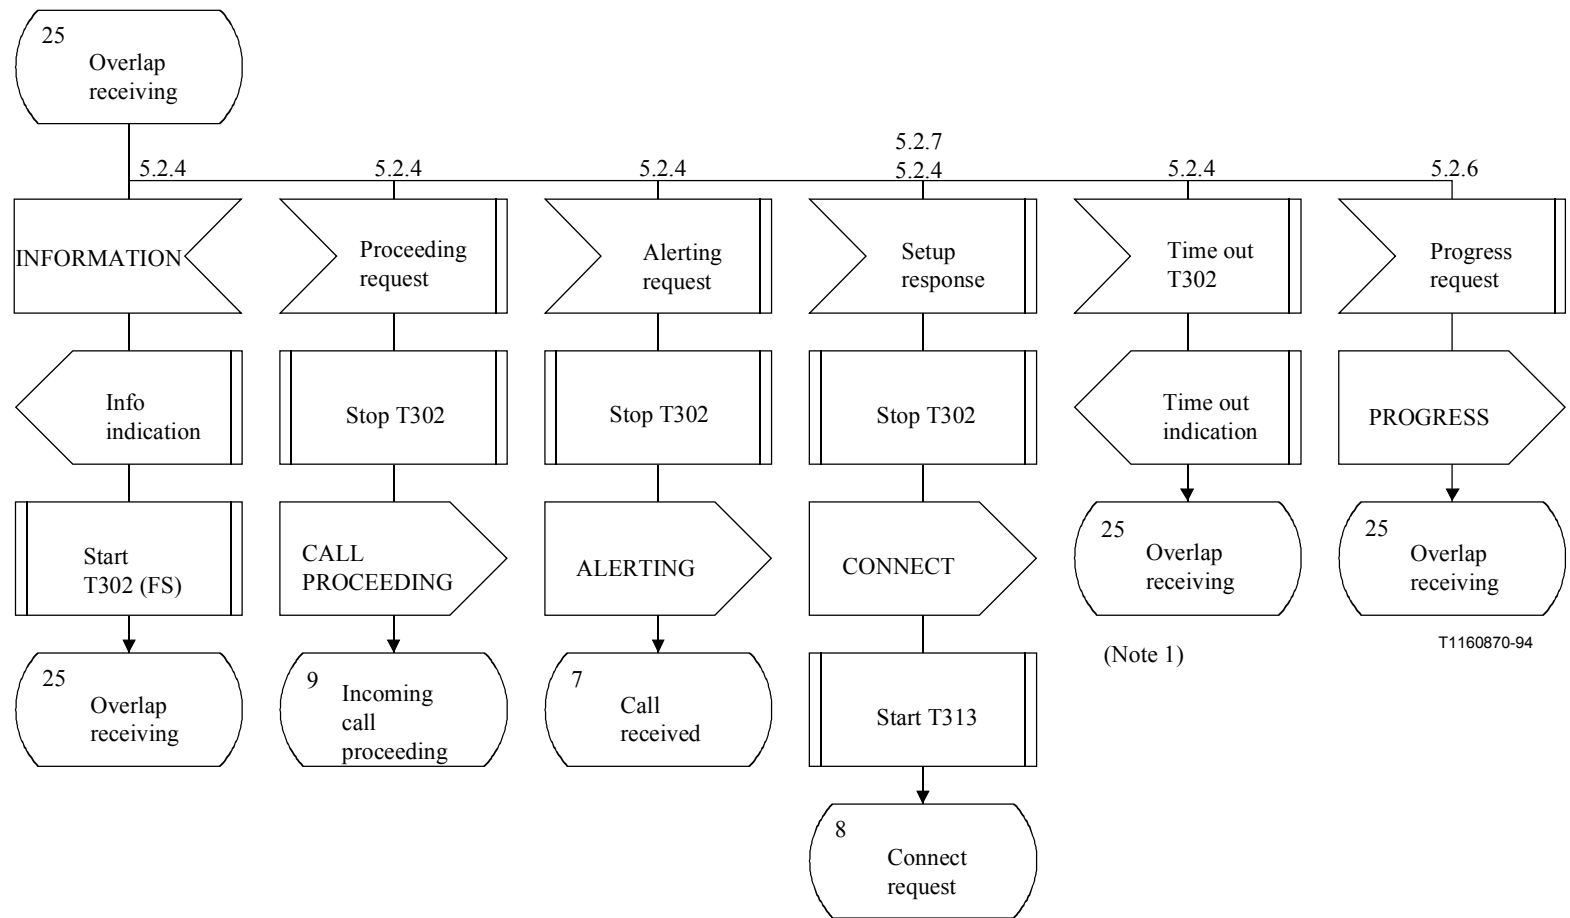 25
Overlap
receiving
5.2.7
5.2.4
5.2.4
5.2.4
5.2.4
5.2.4
5.2.6
INFORMATION
Proceeding
request
Alerting
request
Setup
response
Time out
T302
Progress
request
Info
indication
Stop T302
Stop T302
Stop T302
Time out
indication
PROGRESS
Start
T302 (FS)
CALL
PROCEEDING
ALERTING
CONNECT
25
Overlap
receiving
25
Overlap
receiving
(Note 1)
T1160870-94
25
Overlap
receiving
9
Incoming
call
proceeding
7
Call
received
Start T313
8
Connect
request